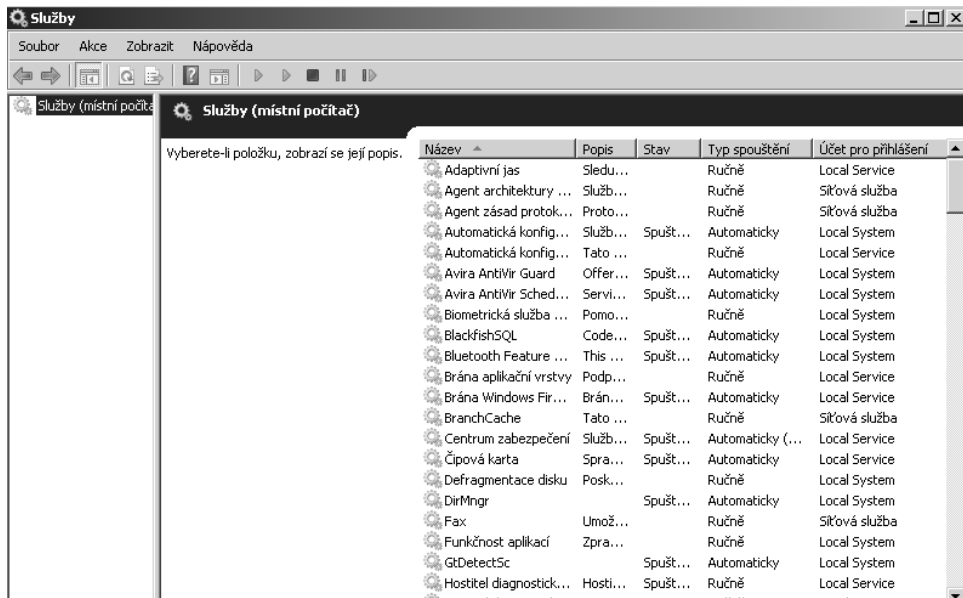 Služby
Soubor Akce Zobrazit Nápověda
Služby (místní počíta
Služby (místní počítač)
Vyberete-li položku, zobrazí se její popis.
Název Popis Stav Typ spouštění Účet pro přihlášení
Adaptivní jas Sledu... Ručně Local Service
Agent architektury ... Služb... Ručně Síťová služba
Agent zásad protok... Proto... Ručně Síťová služba
Automatická konfig... Služb... Spušt... Automaticky Local System
Automatická konfig... Tato ... Ručně Local System
Avira AntiVir Guard Offer... Spušt... Automaticky Local System
Avira AntiVir Sched... Servi... Spušt... Automaticky Local System
Biometrická služba ... Pomo... Ručně Local System
BlackfishSQL Code... Spušt... Automaticky Local System
Bluetooth Feature ... This ... Spušt... Automaticky Local System
Brána aplikační vrstvy Podp... Ručně Local Service
Brána Windows Fir... Brán... Spušt... Automaticky Local Service
BranchCache Tato ... Ručně Síťová služba
Centrum zabezpečení Služb... Spušt... Automaticky (... Local Service
Čipová karta Spra... Spušt... Automaticky Local Service
Defragmentace disku Posk... Ručně Local System
DirMngr Spušt... Automaticky Local System
Fax Umož... Ručně Síťová služba
Funkčnost aplikací Zpra... Ručně Local System
GtDetectSc Spušt... Automaticky Local System
Hostitel diagnostick... Hosti... Spušt... Ručně Local Service